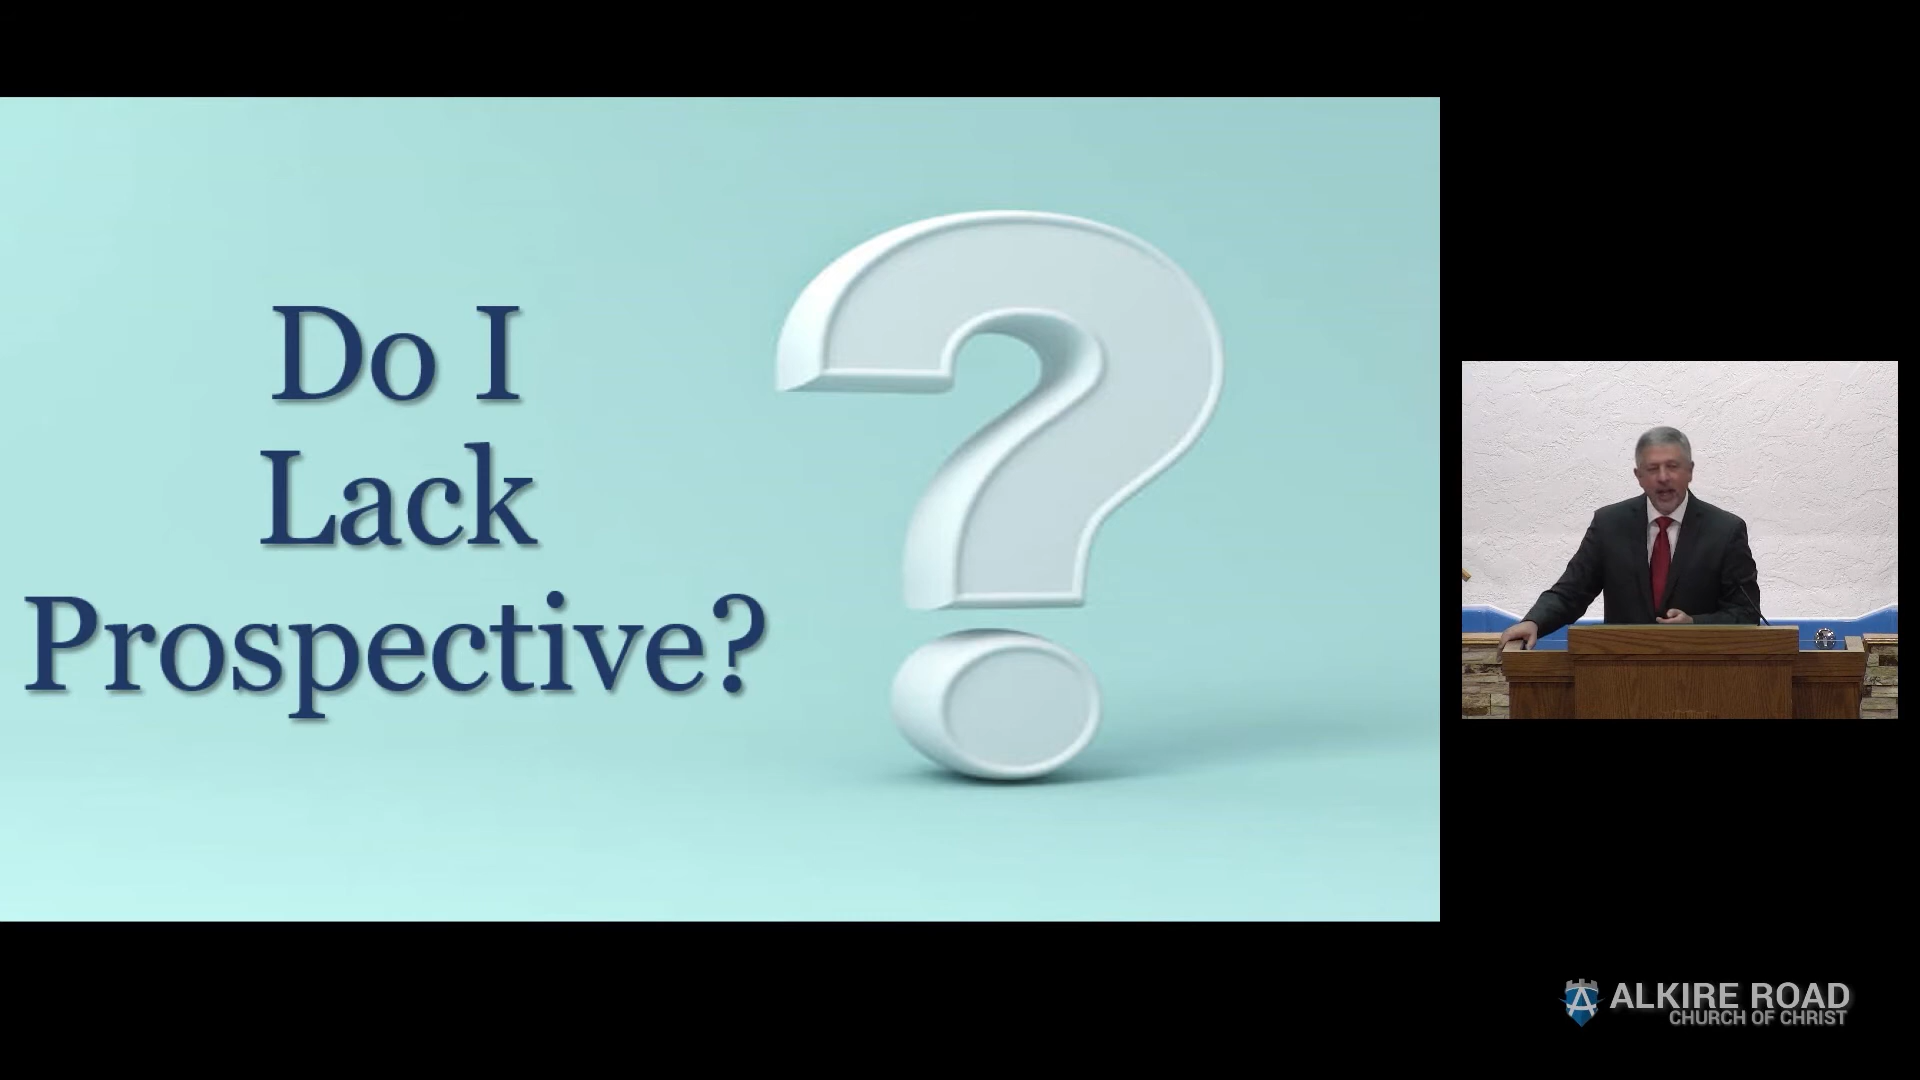 Do I
Lack
Prospective?
ALKIRE ROAD
CHURCH OF CHRIST